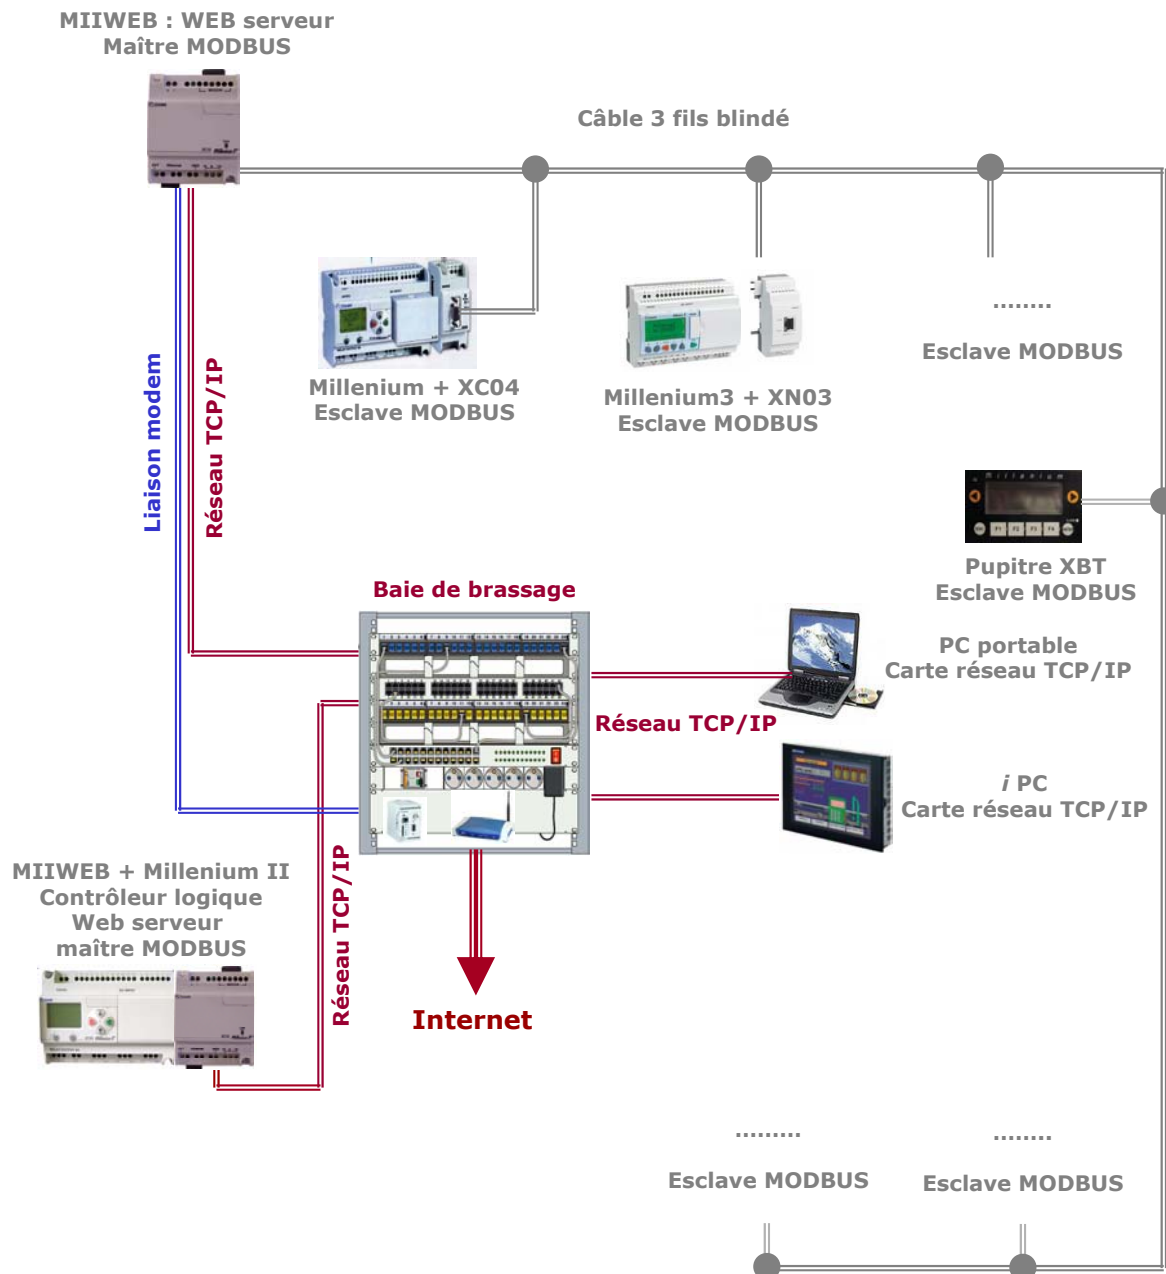 MIIWEB : WEB serveur
Maître MODBUS
Câble 3 fils blindé
Liaison modem
Réseau TCP/IP
Millenium + XC04
Esclave MODBUS
Millenium3 + XN03
Esclave MODBUS
........
Esclave MODBUS
Pupitre XBT
Esclave MODBUS
Baie de brassage
PC portable
Carte réseau TCP/IP
Réseau TCP/IP
i PC
Carte réseau TCP/IP
MIIWEB + Millenium II
Contrôleur logique
Web serveur
maître MODBUS
Réseau TCP/IP
Internet
.........
Esclave MODBUS
........
Esclave MODBUS